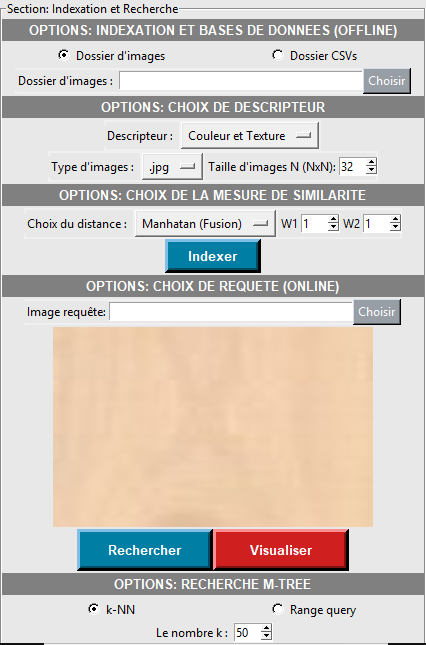 Section: Indexation et Recherche
OPTIONS: INDEXATION ET BASES DE DONNEES (OFFLINE)
Dossier d'images Dossier CSVs
Dossier d'images : Choisir
OPTIONS: CHOIX DE DESCRIPTEUR
Descripteur : Couleur et Texture
Type d'images : .jpg Taille d'images N (NxN): 32
OPTIONS: CHOIX DE LA MESURE DE SIMILARITE
Choix du distance : Manhatan (Fusion) W1 1 W2 1
Indexer
OPTIONS: CHOIX DE REQUETE (ONLINE)
Image requête: Choisir
Rechercher Visualiser
OPTIONS: RECHERCHE M-TREE
k-NN Range query
Le nombre k : 50